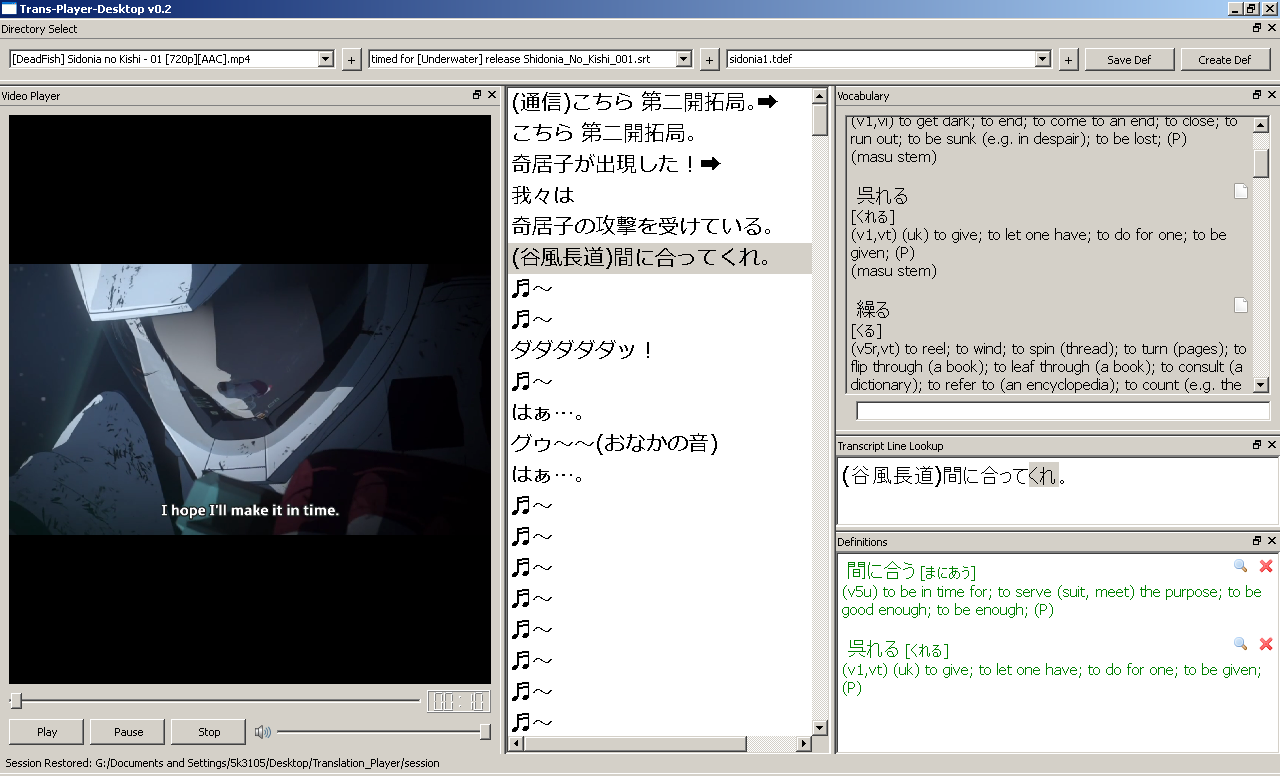 Trans-Player-Desktop v0.2
Directory Select
[DeadFish] Sidonia no Kishi - 01 [720p][AAC].mp4
+
timed for [Underwater] release Shidonia_No_Kishi_001.srt
+
sidonia1.tdef
+
Save Def
Create Def
Video Player
I hope I'll make it in time.
00:10
Play
Pause
Stop
(通信)こちら 第二開拓局。➡
こちら 第二開拓局。
奇居子が出現した！➡
我々は
奇居子の攻撃を受けている。
(谷風長道)間に合ってくれ。
♬～
♬～
ダダダダダッ！
♬～
はぁ…。
グゥ～～(おなかの音)
はぁ…。
♬～
♬～
♬～
♬～
♬～
♬～
♬～
♬～
Vocabulary
(v1,vi) to get dark; to end; to come to an end; to close; to
run out; to be sunk (e.g. in despair); to be lost; (P)
(masu stem)
呉れる
[くれる]
(v1,vt) (uk) to give; to let one have; to do for one; to be
given; (P)
(masu stem)
繰る
[くる]
(v5r,vt) to reel; to wind; to spin (thread); to turn (pages); to
flip through (a book); to leaf through (a book); to consult (a
dictionary); to refer to (an encyclopedia); to count (e.g. the
Transcript Line Lookup
(谷風長道)間に合ってくれ。
Definitions
間に合う [まにあう]
(v5u) to be in time for; to serve (suit, meet) the purpose; to be
good enough; to be enough; (P)
呉れる [くれる]
(v1,vt) (uk) to give; to let one have; to do for one; to be given;
(P)
Session Restored: G:/Documents and Settings/5k3105/Desktop/Translation_Player/session